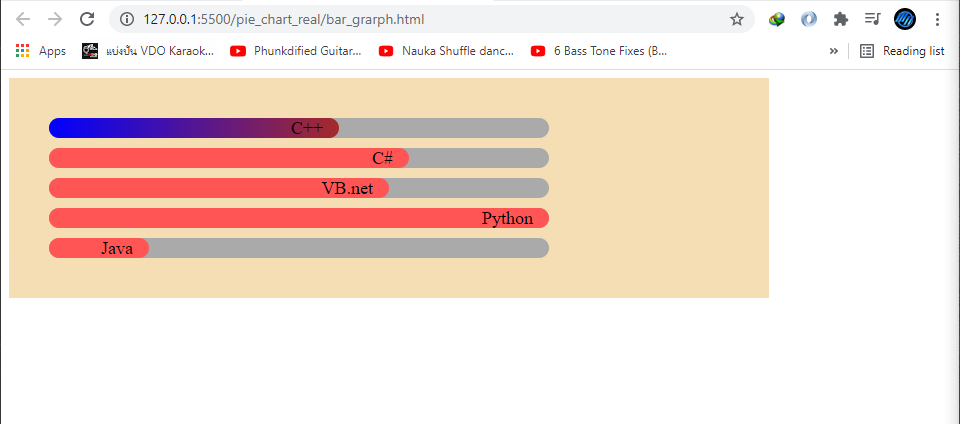 127.0.0.1:5500/pie_chart_real/bar_grarph.html
Apps แบ่งปัน VDO Karaok... Phunkdified Guitar... Nauka Shuffle danc... 6 Bass Tone Fixes (B... » Reading list
C++
C#
VB.net
Python
Java